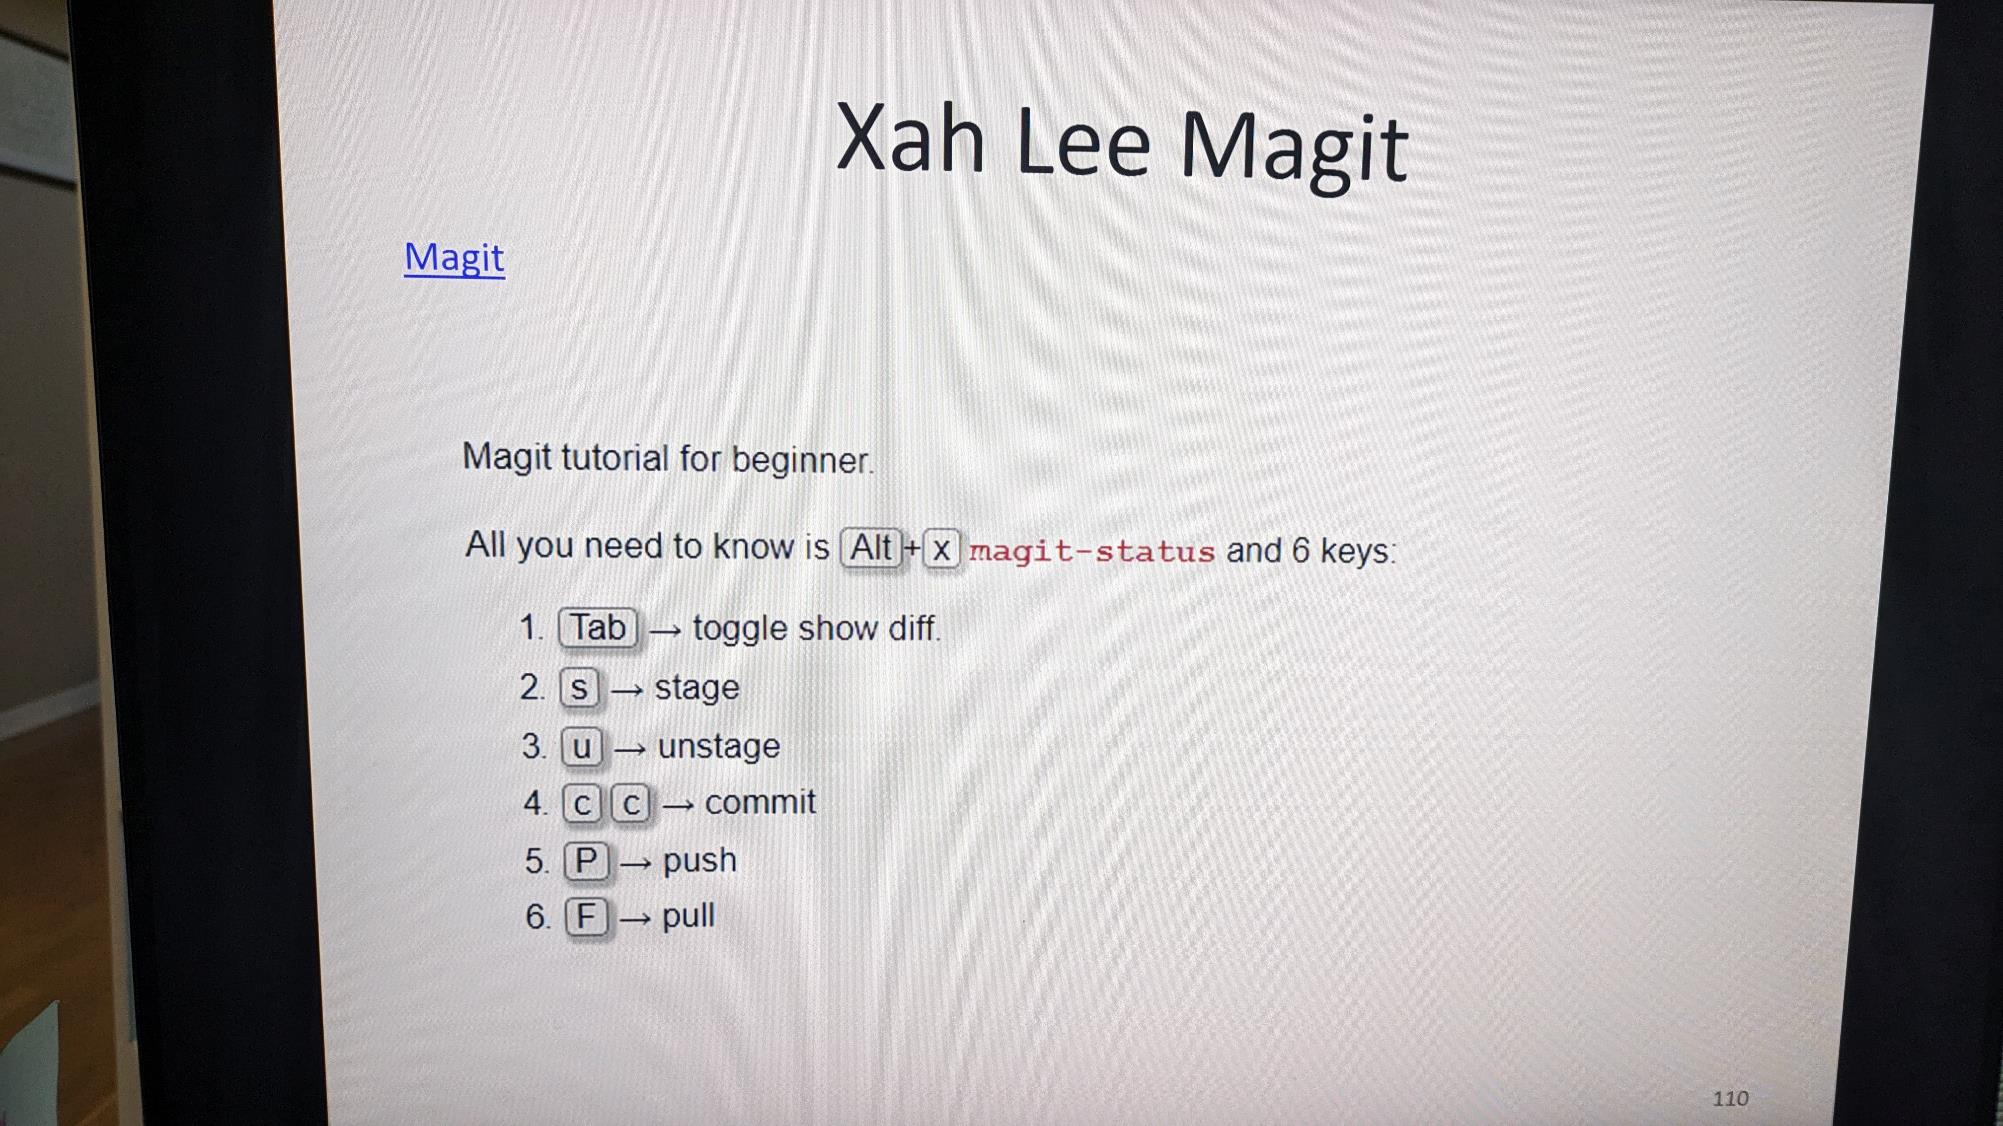 Xah Lee Magit
Magit
Magit tutorial for beginner.
All you need to know is Alt+x magit-status and 6 keys:
1. Tab → toggle show diff.
2. s → stage
3. u → unstage
4. c c → commit
5. P → push
6. F → pull
110